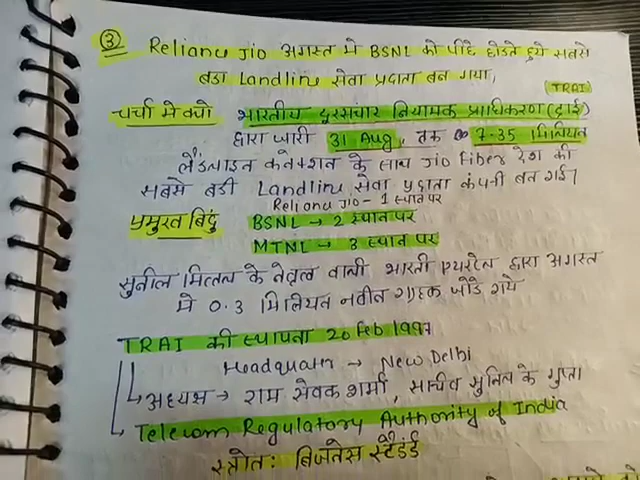 ③ Reliance Jio अगस्त मे BSNL को पीछे छोडते हुये सबसे
बडा Landline सेवा प्रदाता बन गया,
(TRAI)
चर्चा मे क्यो भारतीय दूरसंचार नियामक प्राधिकरण (ट्राई)
द्वारा जारी 31 Aug, तक 7.35 मिलियन
लैंडलाइन कनेक्शन के साथ Jio Fiber देश की
सबसे बडी Landline सेवा प्रदाता कंपनी बन गई।
Reliance Jio - 1 स्थान पर
प्रमुख बिंदु BSNL → 2 स्थान पर
MTNL → 3 स्थान पर
सुनील मित्तल के नेतृत्व वाली भारती एयरटेल द्वारा अगस्त
मे 0.3 मिलियन नवीन ग्राहक जोडे गये
TRAI की स्थापना 20 Feb 1997
Headquatr → New Delhi
अध्यक्ष → राम सेवक शर्मा, सचिव सुनिल के गुप्ता
Telecom Regulatory Authority of India
स्त्रोत: बिजनेस स्टैंडर्ड